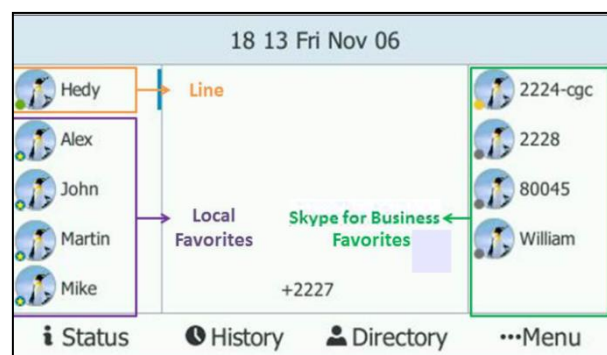 18 13 Fri Nov 06
Hedy
Line
2224-cgc
Alex
2228
John
Local
Favorites
Skype for Business
Favorites
80045
Martin
William
Mike
+2227
Status
History
Directory
Menu